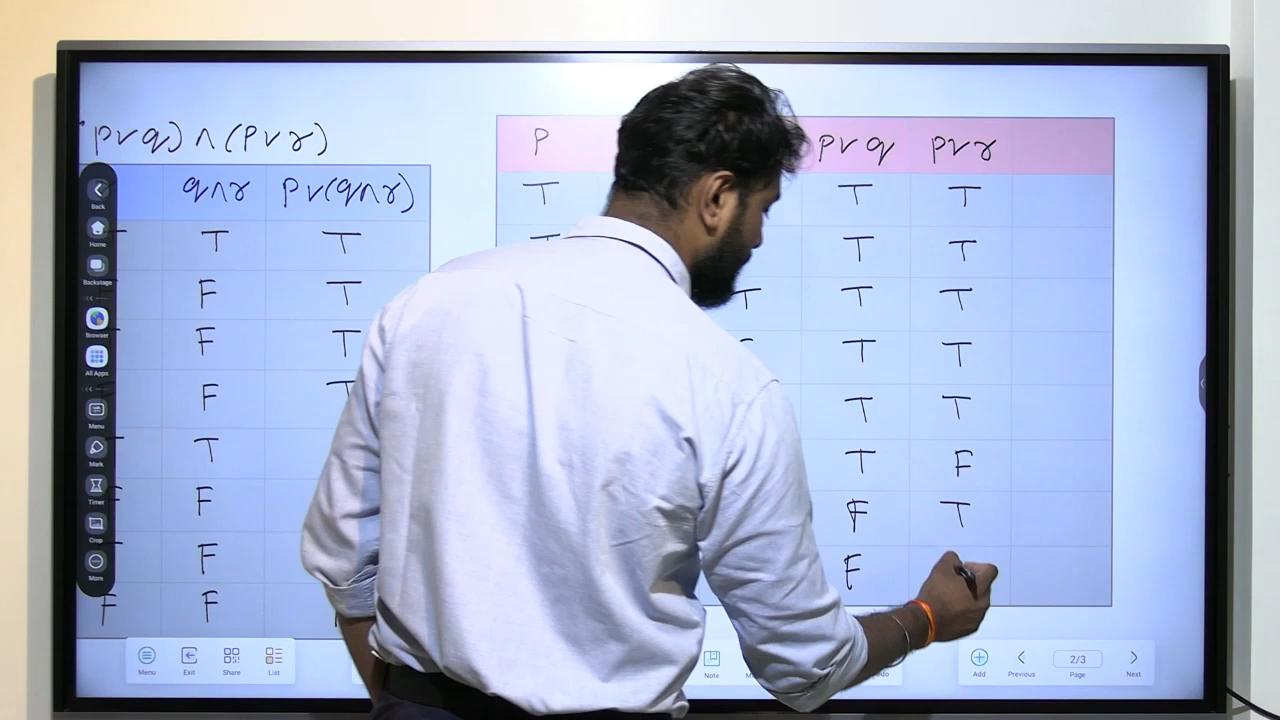 p∨q) ∧ (p∨r)
q∧r p∨(q∧r)
T T
F T
T F T
F T
T T
F F
F
F F
P p∨q p∨r
T T T
T T T
T T T
T T
T T
T F
F T
F
Back
Home
Backstage
Browser
All Apps
Menu
Mark
Timer
Crop
More
Menu Exit Share List
Note
Add Previous 2/3 Page Next